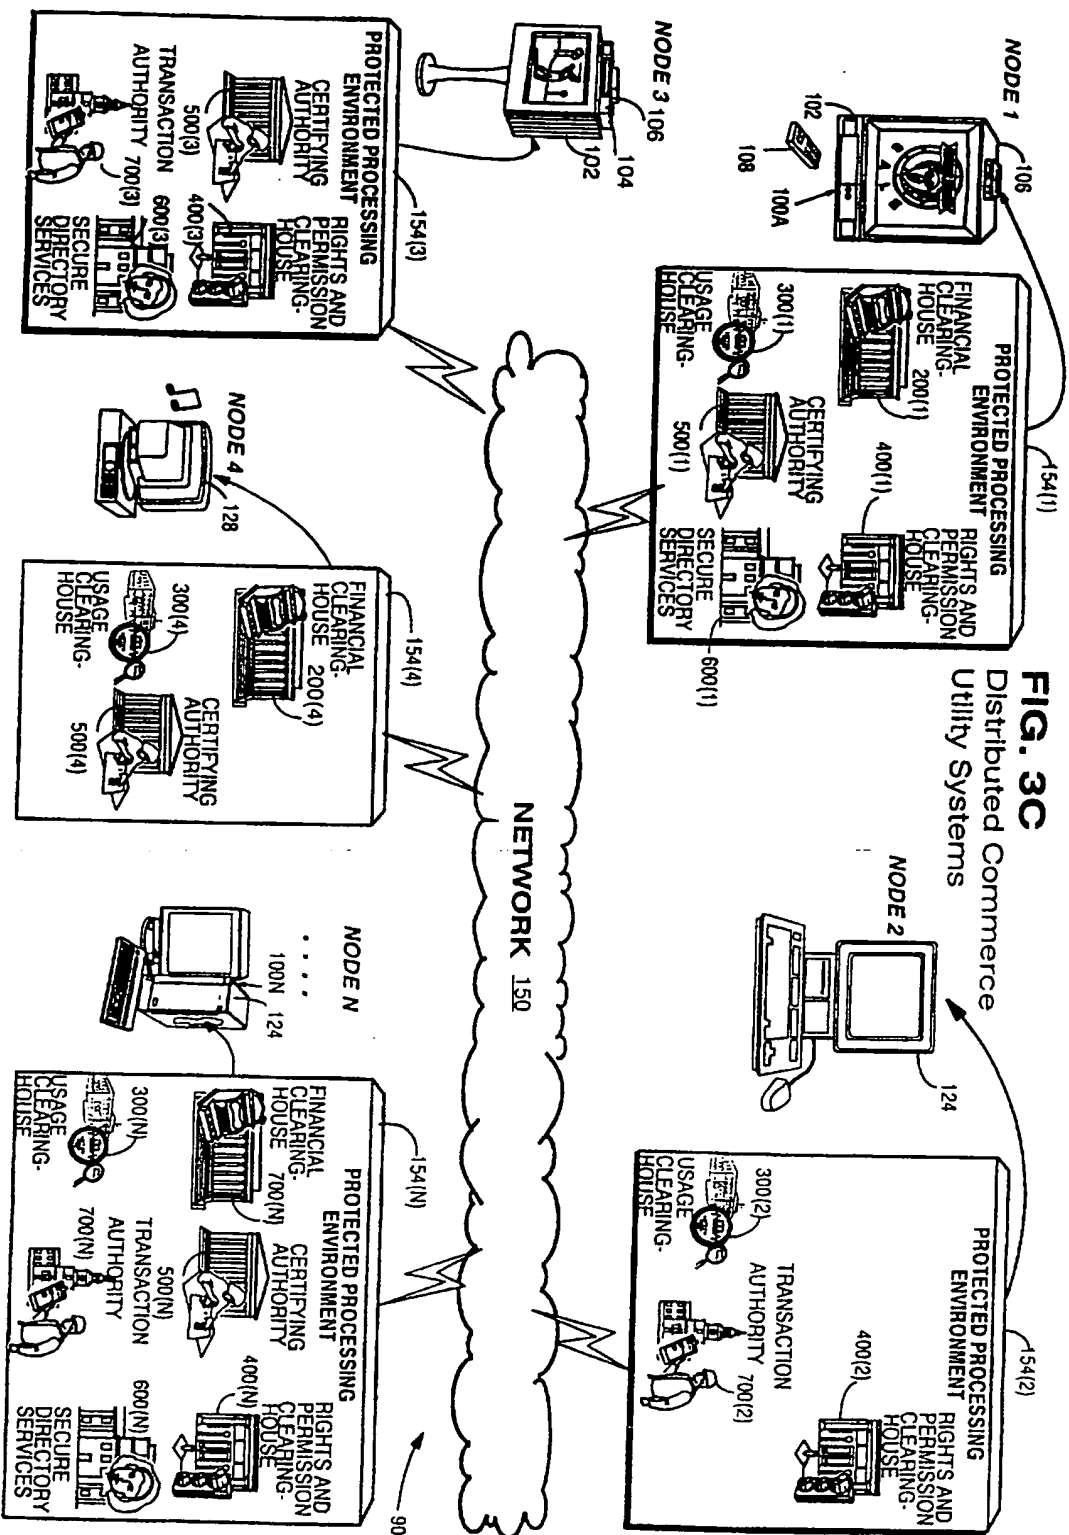 FIG. 3C
Distributed Commerce
Utility Systems
NODE 1
106
102
108
100A
154(1)
PROTECTED PROCESSING
ENVIRONMENT
FINANCIAL
CLEARING-
HOUSE 200(1)
400(1)
RIGHTS AND
PERMISSION
CLEARING-
HOUSE
300(1)
USAGE
CLEARING-
HOUSE
CERTIFYING
AUTHORITY
500(1)
SECURE
DIRECTORY
SERVICES
600(1)
NODE 2
124
154(2)
PROTECTED PROCESSING
ENVIRONMENT
400(2)
RIGHTS AND
PERMISSION
CLEARING-
HOUSE
300(2)
USAGE
CLEARING-
HOUSE
TRANSACTION
AUTHORITY
700(2)
NODE 3
106
104
102
NETWORK 150
90
154(3)
PROTECTED PROCESSING
ENVIRONMENT
CERTIFYING
AUTHORITY
500(3)
RIGHTS AND
PERMISSION
CLEARING-
HOUSE
400(3)
TRANSACTION
AUTHORITY
700(3)
600(3)
SECURE
DIRECTORY
SERVICES
NODE 4
128
154(4)
FINANCIAL
CLEARING-
HOUSE 200(4)
300(4)
USAGE
CLEARING-
HOUSE
CERTIFYING
AUTHORITY
500(4)
NODE N
. . . .
100N
124
154(N)
PROTECTED PROCESSING
ENVIRONMENT
FINANCIAL
CLEARING-
HOUSE 700(N)
CERTIFYING
AUTHORITY
500(N)
RIGHTS AND
PERMISSION
CLEARING-
HOUSE
400(N)
300(N)
USAGE
CLEARING-
HOUSE
TRANSACTION
AUTHORITY
700(N)
600(N)
SECURE
DIRECTORY
SERVICES